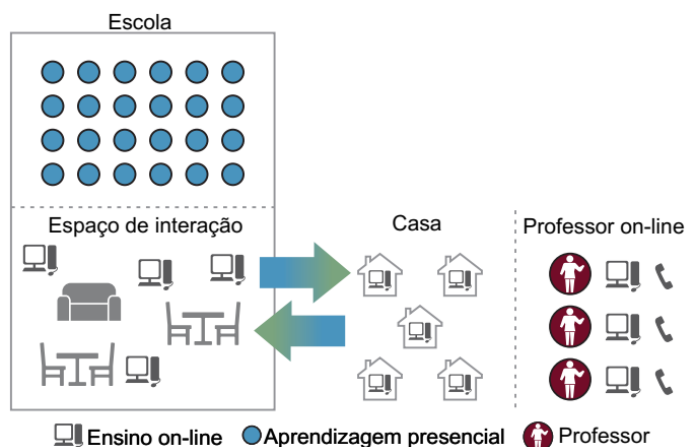 Escola
Espaço de interação
Casa
Professor on-line
Ensino on-line
Aprendizagem presencial
Professor